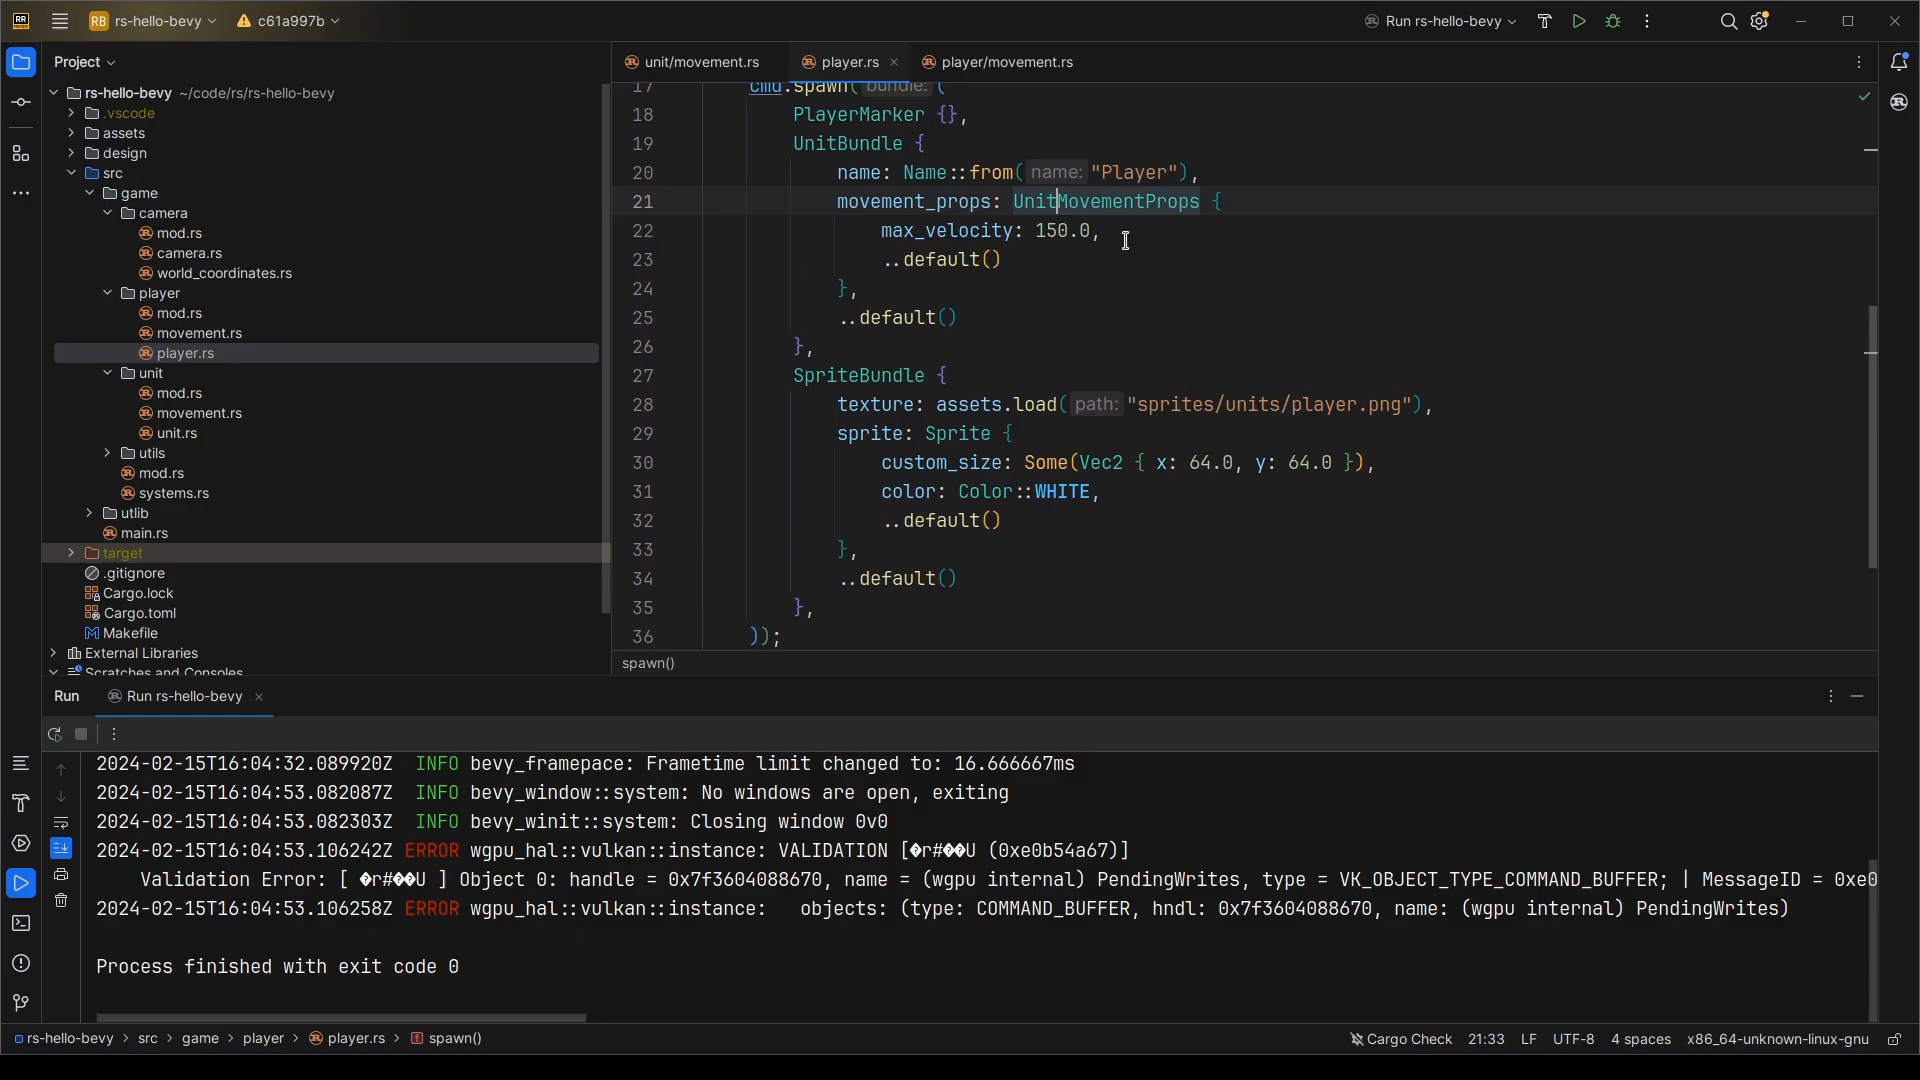 RR
RB rs-hello-bevy
c61a997b
Run rs-hello-bevy
Project
rs-hello-bevy ~/code/rs/rs-hello-bevy
.vscode
assets
design
src
game
camera
mod.rs
camera.rs
world_coordinates.rs
player
mod.rs
movement.rs
player.rs
unit
mod.rs
movement.rs
unit.rs
utils
mod.rs
systems.rs
utlib
main.rs
target
.gitignore
Cargo.lock
Cargo.toml
Makefile
External Libraries
Scratches and Consoles
unit/movement.rs
player.rs
player/movement.rs
17 cmd.spawn( bundle: (
18 PlayerMarker {},
19 UnitBundle {
20 name: Name::from( name: "Player"),
21 movement_props: UnitMovementProps {
22 max_velocity: 150.0,
23 ..default()
24 },
25 ..default()
26 },
27 SpriteBundle {
28 texture: assets.load( path: "sprites/units/player.png"),
29 sprite: Sprite {
30 custom_size: Some(Vec2 { x: 64.0, y: 64.0 }),
31 color: Color::WHITE,
32 ..default()
33 },
34 ..default()
35 },
36 ));
spawn()
Run
Run rs-hello-bevy
2024-02-15T16:04:32.089920Z INFO bevy_framepace: Frametime limit changed to: 16.666667ms
2024-02-15T16:04:53.082087Z INFO bevy_window::system: No windows are open, exiting
2024-02-15T16:04:53.082303Z INFO bevy_winit::system: Closing window 0v0
2024-02-15T16:04:53.106242Z ERROR wgpu_hal::vulkan::instance: VALIDATION [�r#��U (0xe0b54a67)]
Validation Error: [ �r#��U ] Object 0: handle = 0x7f3604088670, name = (wgpu internal) PendingWrites, type = VK_OBJECT_TYPE_COMMAND_BUFFER; | MessageID = 0xe0
2024-02-15T16:04:53.106258Z ERROR wgpu_hal::vulkan::instance: objects: (type: COMMAND_BUFFER, hndl: 0x7f3604088670, name: (wgpu internal) PendingWrites)
Process finished with exit code 0
rs-hello-bevy > src > game > player > player.rs > spawn()
Cargo Check 21:33 LF UTF-8 4 spaces x86_64-unknown-linux-gnu